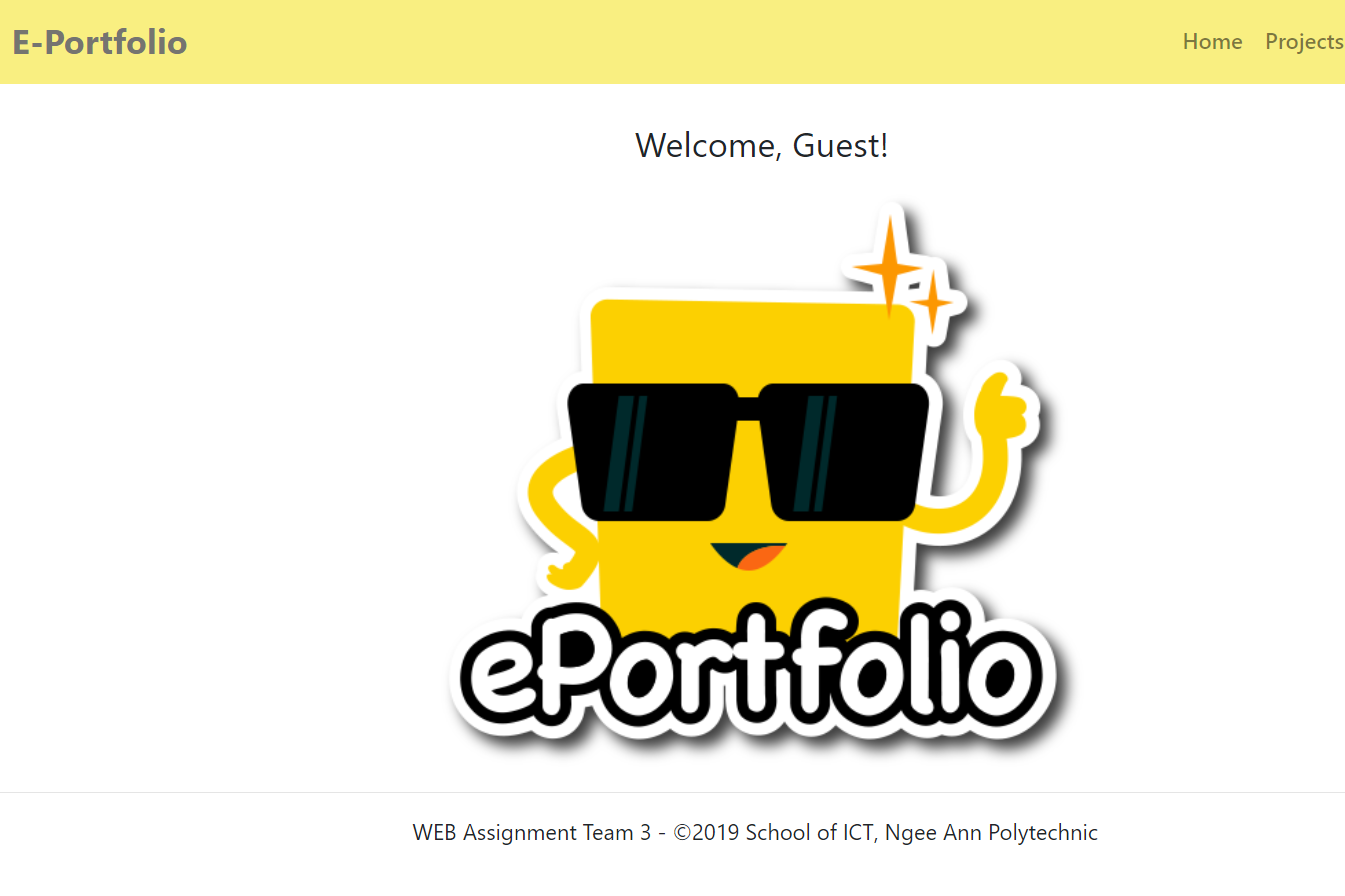 E-Portfolio Home Projects
Welcome, Guest!
ePortfolio
WEB Assignment Team 3 - ©2019 School of ICT, Ngee Ann Polytechnic